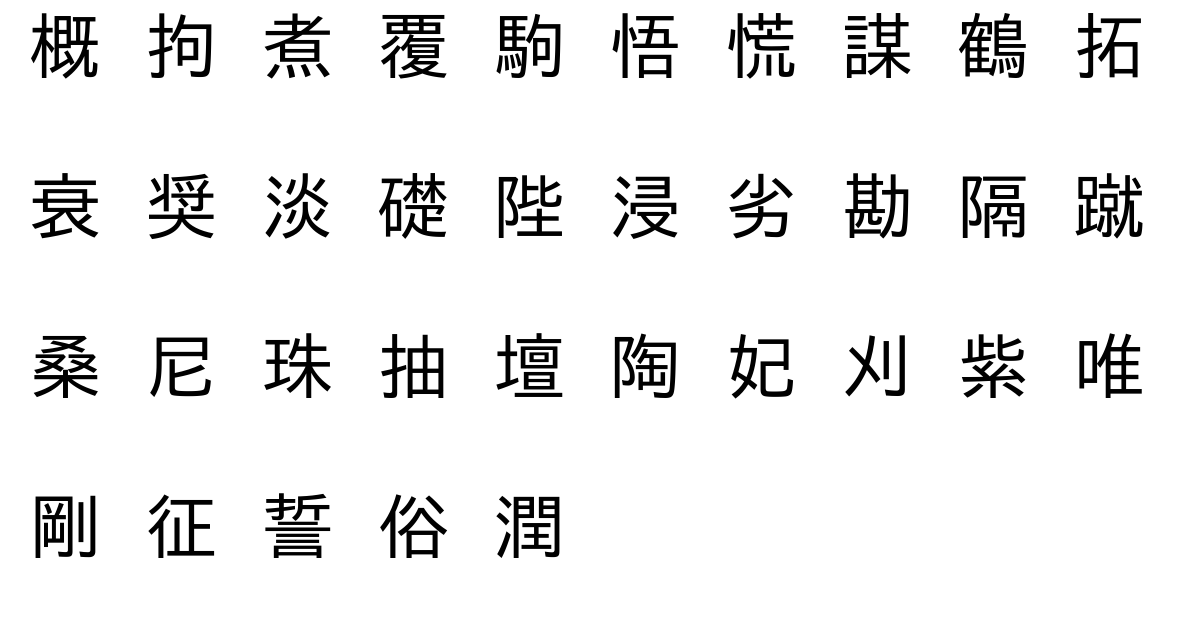 概 拘 煮 覆 駒 悟 慌 謀 鶴 拓
衰 奨 淡 礎 陛 浸 劣 勘 隔 蹴
桑 尼 珠 抽 壇 陶 妃 刈 紫 唯
剛 征 誓 俗 潤